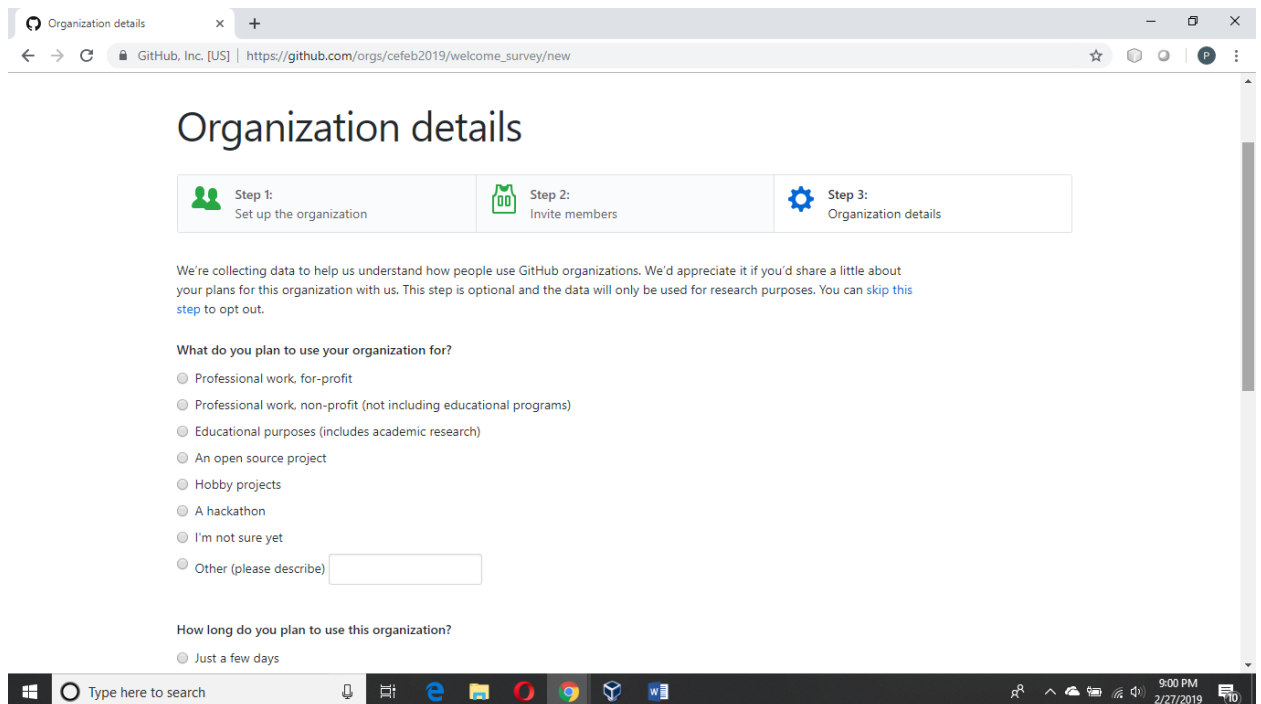 Organization details
GitHub, Inc. [US] | https://github.com/orgs/cefeb2019/welcome_survey/new
P
Organization details
Step 1:
Set up the organization
Step 2:
Invite members
Step 3:
Organization details
We're collecting data to help us understand how people use GitHub organizations. We'd appreciate it if you'd share a little about
your plans for this organization with us. This step is optional and the data will only be used for research purposes. You can skip this
step to opt out.
What do you plan to use your organization for?
Professional work, for-profit
Professional work, non-profit (not including educational programs)
Educational purposes (includes academic research)
An open source project
Hobby projects
A hackathon
I'm not sure yet
Other (please describe)
How long do you plan to use this organization?
Just a few days
Type here to search
9:00 PM
2/27/2019
10